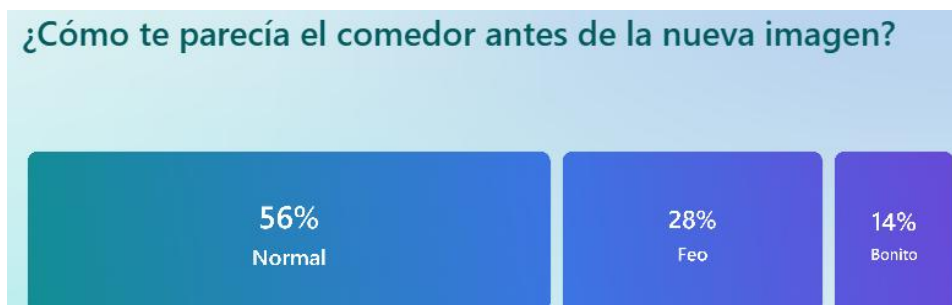 ¿Cómo te parecía el comedor antes de la nueva imagen?
56%
Normal
28%
Feo
14%
Bonito